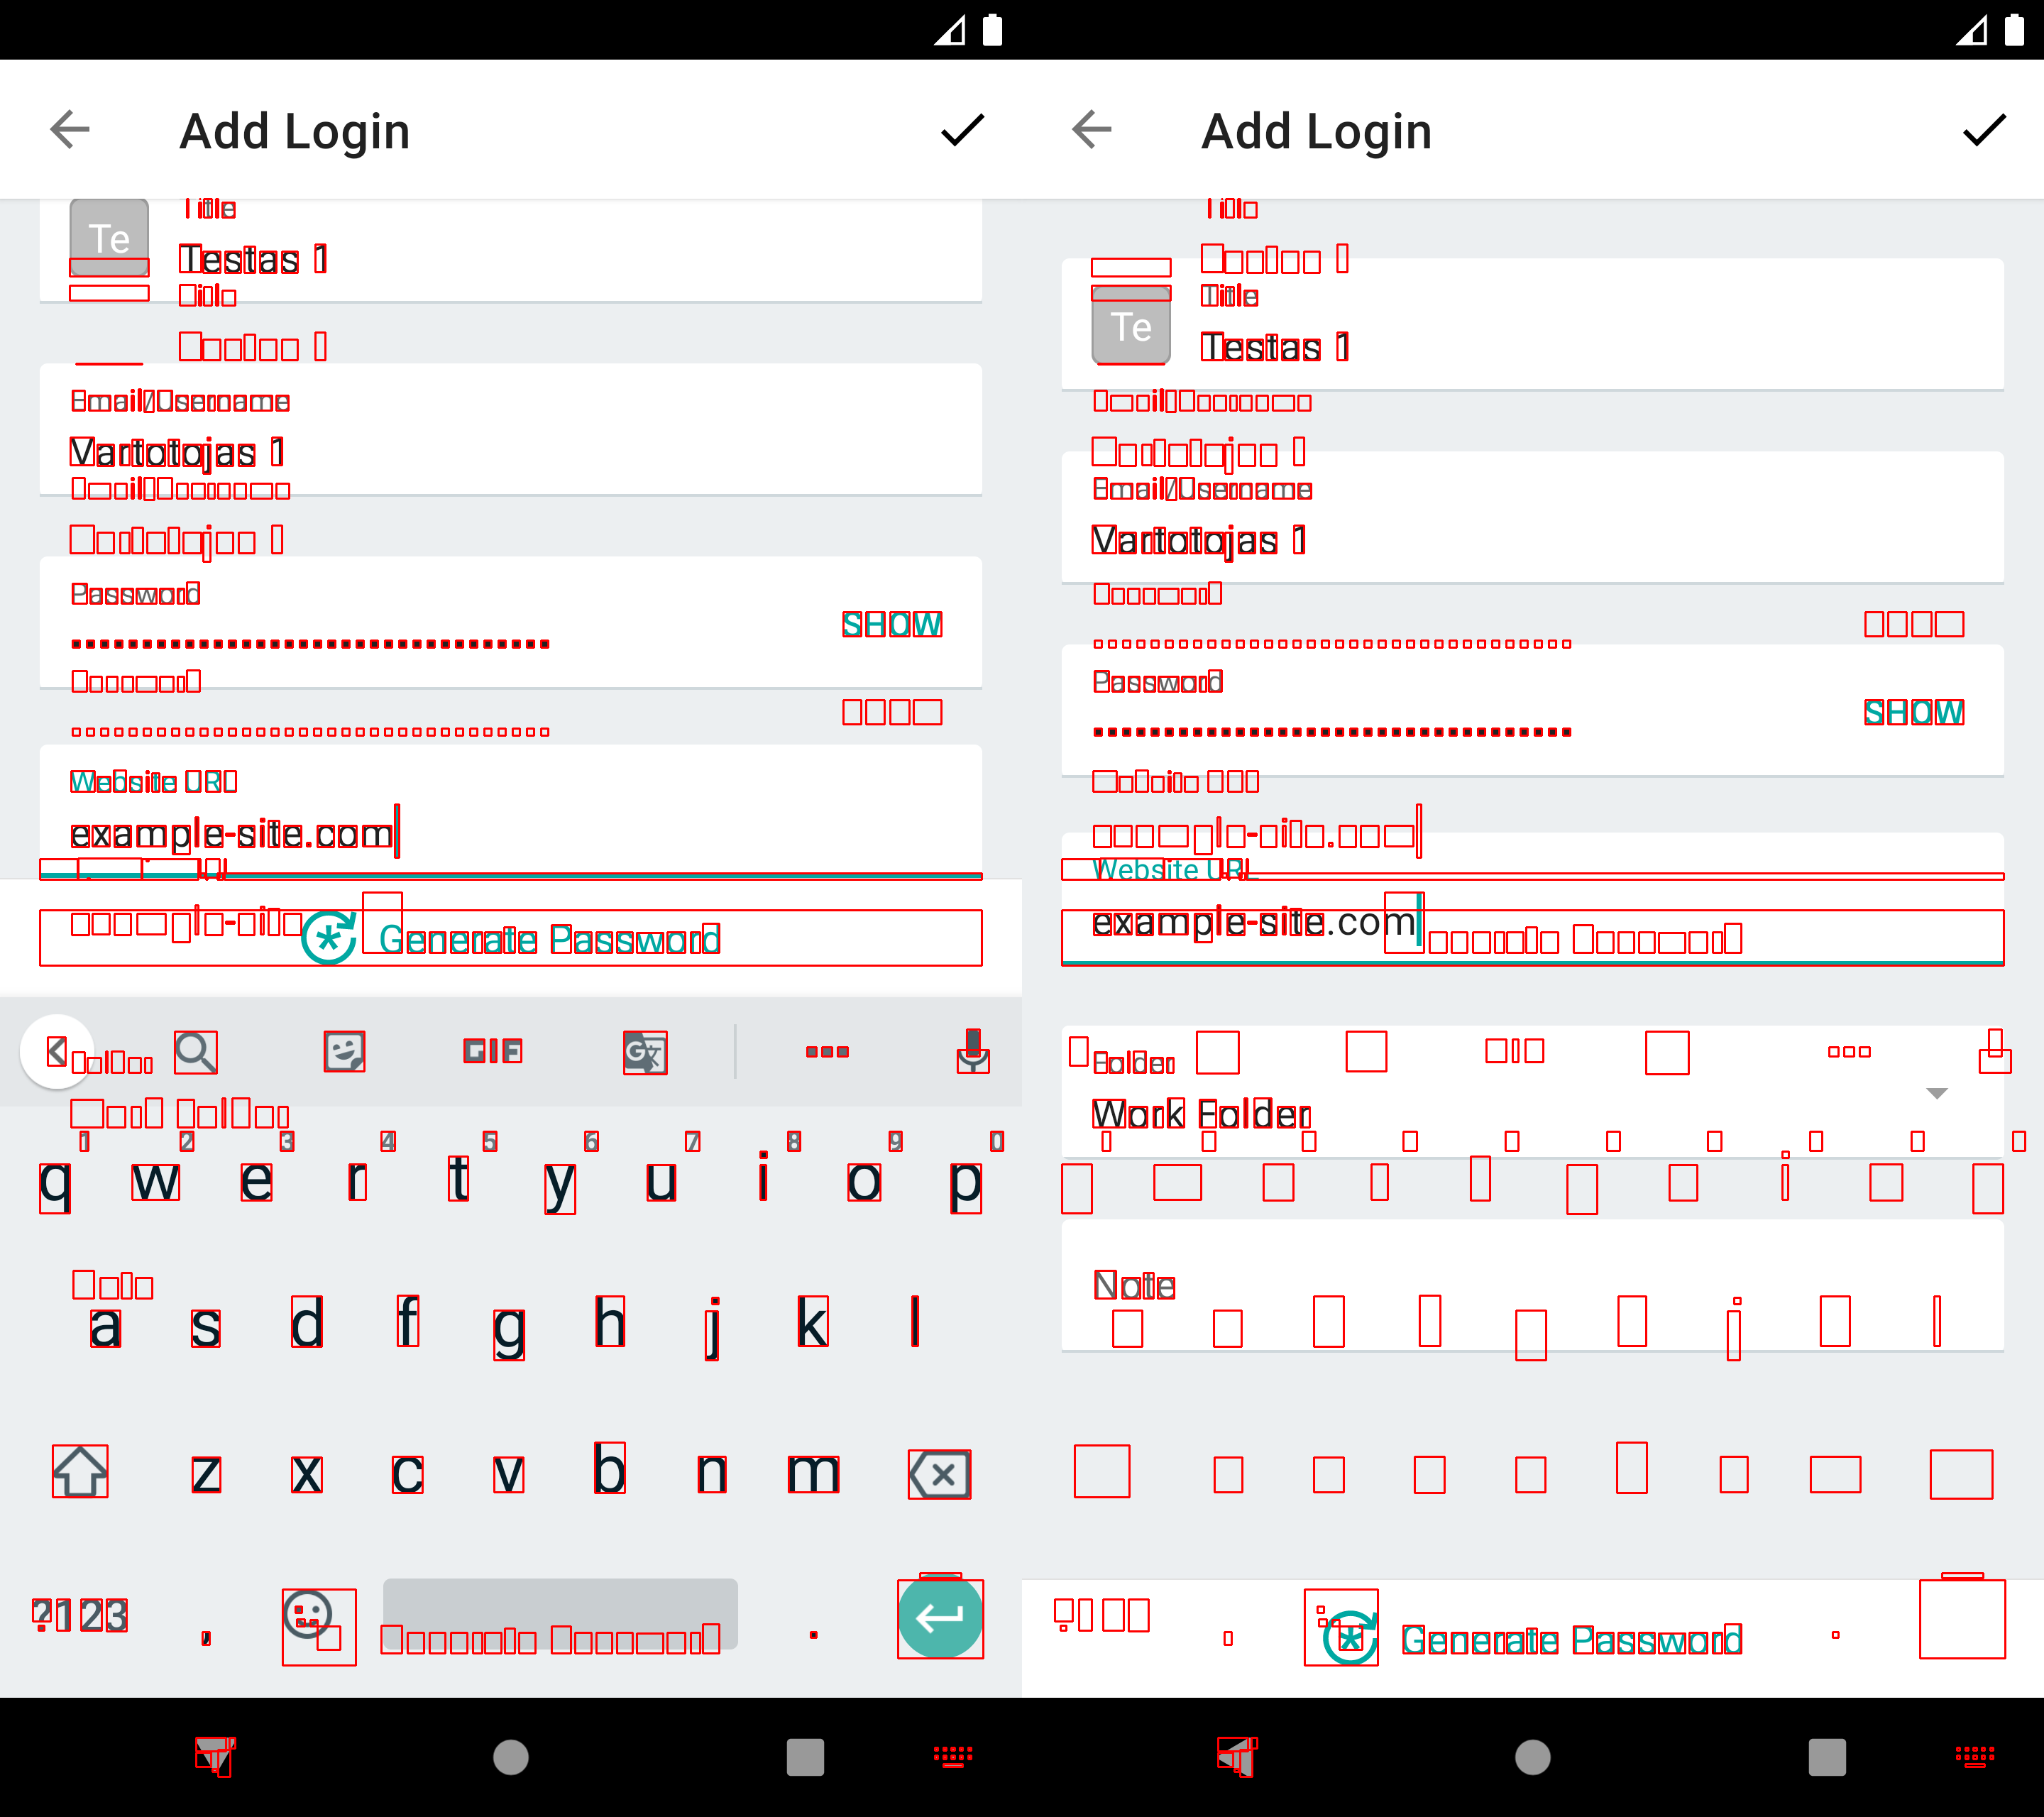 Add Login
Te
Title
Testas 1
Email/Username
Vartotojas 1
Password
SHOW
Website URL
example-site.com
Generate Password
GIF
G
1 2 3 4 5 6 7 8 9 0
q w e r t y u i o p
a s d f g h j k l
z x c v b n m
?123 , .
Add Login
Title
Te
Testas 1
Email/Username
Vartotojas 1
Password
SHOW
Website URL
example-site.com
Folder
Work Folder
Note
Generate Password